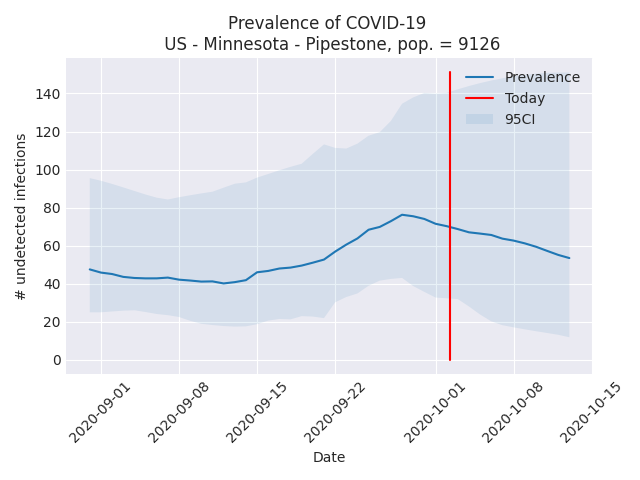 Prevalence of COVID-19
US - Minnesota - Pipestone, pop. = 9126
Prevalence
Today
95CI
# undetected infections
140
120
100
80
60
40
20
0
2020-09-01
2020-09-08
2020-09-15
2020-09-22
2020-10-01
2020-10-08
2020-10-15
Date